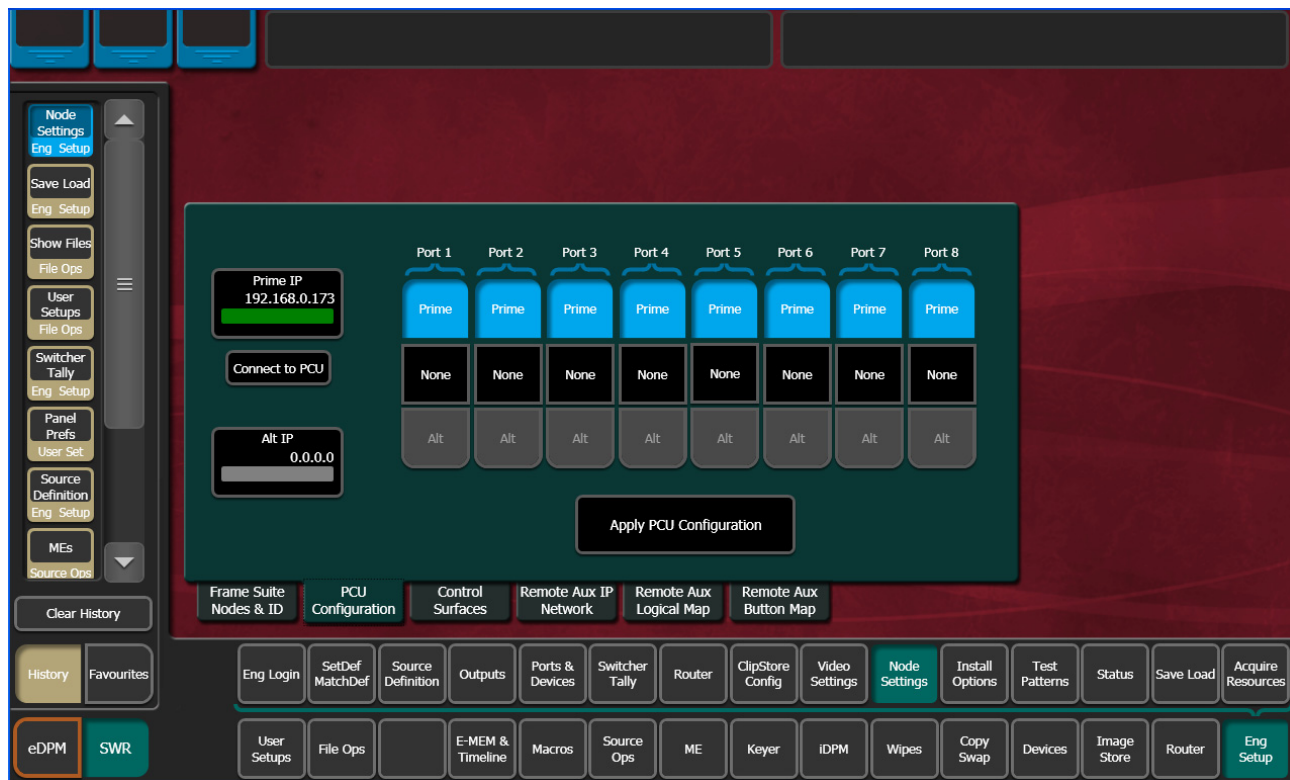 Node
Settings
Eng Setup
Save Load
Eng Setup
Show Files
File Ops
User
Setups
File Ops
Switcher
Tally
Eng Setup
Panel
Prefs
User Set
Source
Definition
Eng Setup
MEs
Source Ops
Clear History
History Favourites
eDPM SWR
Port 1 Port 2 Port 3 Port 4 Port 5 Port 6 Port 7 Port 8
Prime IP
192.168.0.173
Prime Prime Prime Prime Prime Prime Prime Prime
Connect to PCU
None None None None None None None None
Alt IP
0.0.0.0
Alt Alt Alt Alt Alt Alt Alt Alt
Apply PCU Configuration
Frame Suite
Nodes & ID
PCU
Configuration
Control
Surfaces
Remote Aux IP
Network
Remote Aux
Logical Map
Remote Aux
Button Map
Eng Login
SetDef
MatchDef
Source
Definition
Outputs
Ports &
Devices
Switcher
Tally
Router
ClipStore
Config
Video
Settings
Node
Settings
Install
Options
Test
Patterns
Status
Save Load
Acquire
Resources
User
Setups
File Ops
E-MEM &
Timeline
Macros
Source
Ops
ME
Keyer
iDPM
Wipes
Copy
Swap
Devices
Image
Store
Router
Eng
Setup